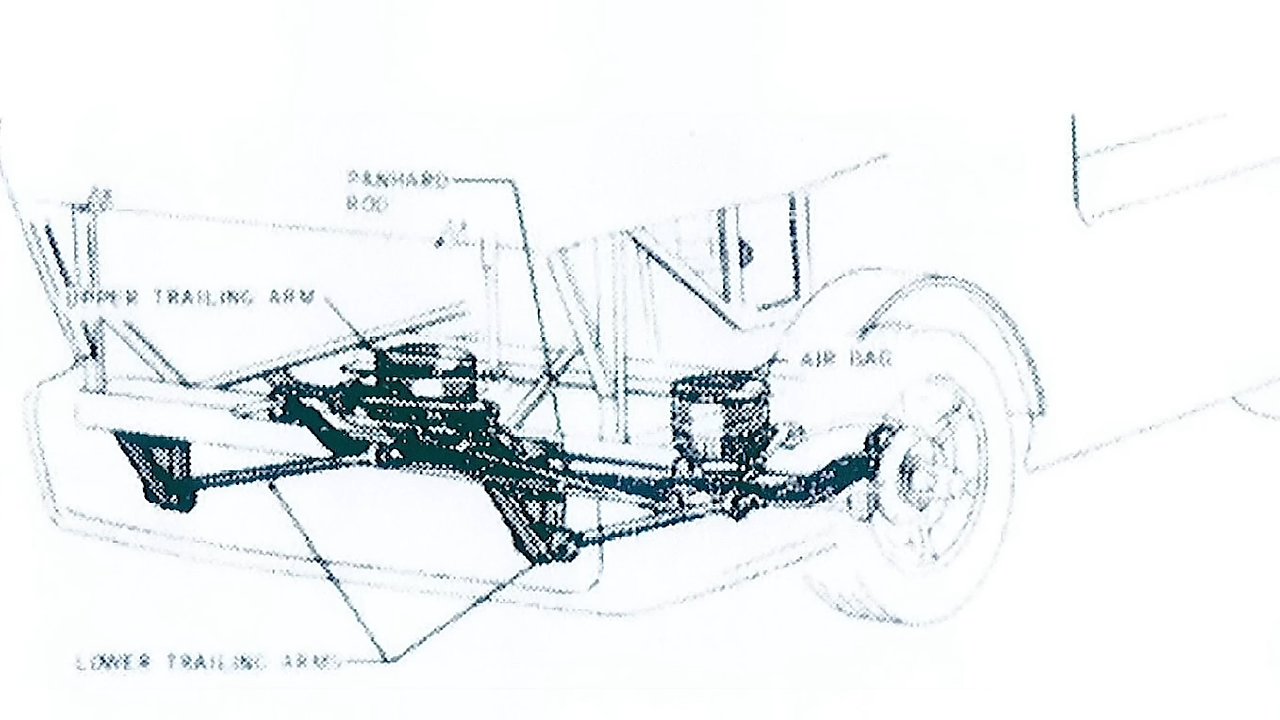 PANHARD
ROD
UPPER TRAILING ARM
AIR BAG
LOWER TRAILING ARMS